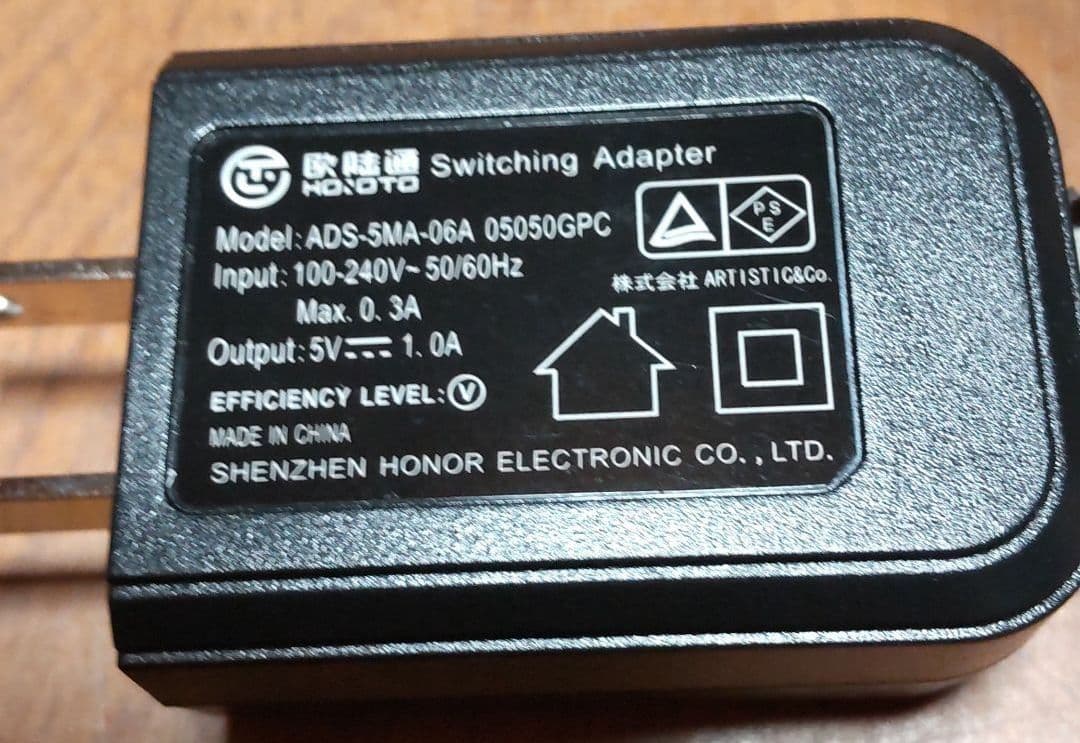 欧陆通 Switching Adapter
HONOTO
Model: ADS-5MA-06A 05050GPC
Input: 100-240V~ 50/60Hz
Max. 0. 3A
Output: 5V⎓ 1. 0A
EFFICIENCY LEVEL: Ⓥ
MADE IN CHINA
SHENZHEN HONOR ELECTRONIC CO. , LTD.
PS
E
株式会社 ARTISTIC&Co.